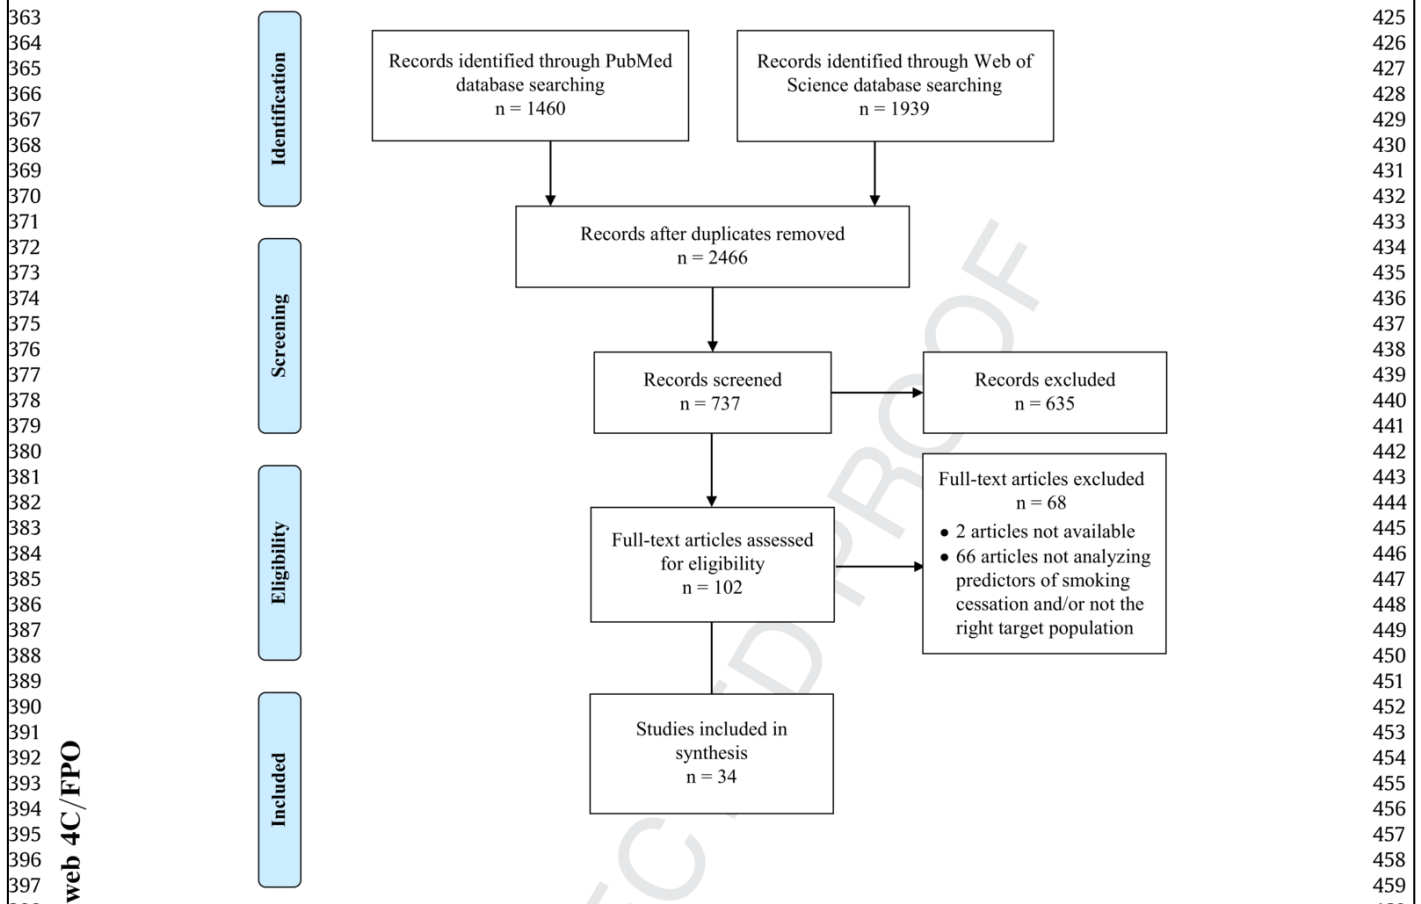 363
364
365
366
367
368
369
370
371
372
373
374
375
376
377
378
379
380
381
382
383
384
385
386
387
388
389
390
391
392
393
394
395
396
397
web 4C/FPO
Identification
Screening
Eligibility
Included
Records identified through PubMed
database searching
n = 1460
Records identified through Web of
Science database searching
n = 1939
Records after duplicates removed
n = 2466
Records screened
n = 737
Records excluded
n = 635
Full-text articles assessed
for eligibility
n = 102
Full-text articles excluded
n = 68
● 2 articles not available
● 66 articles not analyzing
predictors of smoking
cessation and/or not the
right target population
Studies included in
synthesis
n = 34
425
426
427
428
429
430
431
432
433
434
435
436
437
438
439
440
441
442
443
444
445
446
447
448
449
450
451
452
453
454
455
456
457
458
459